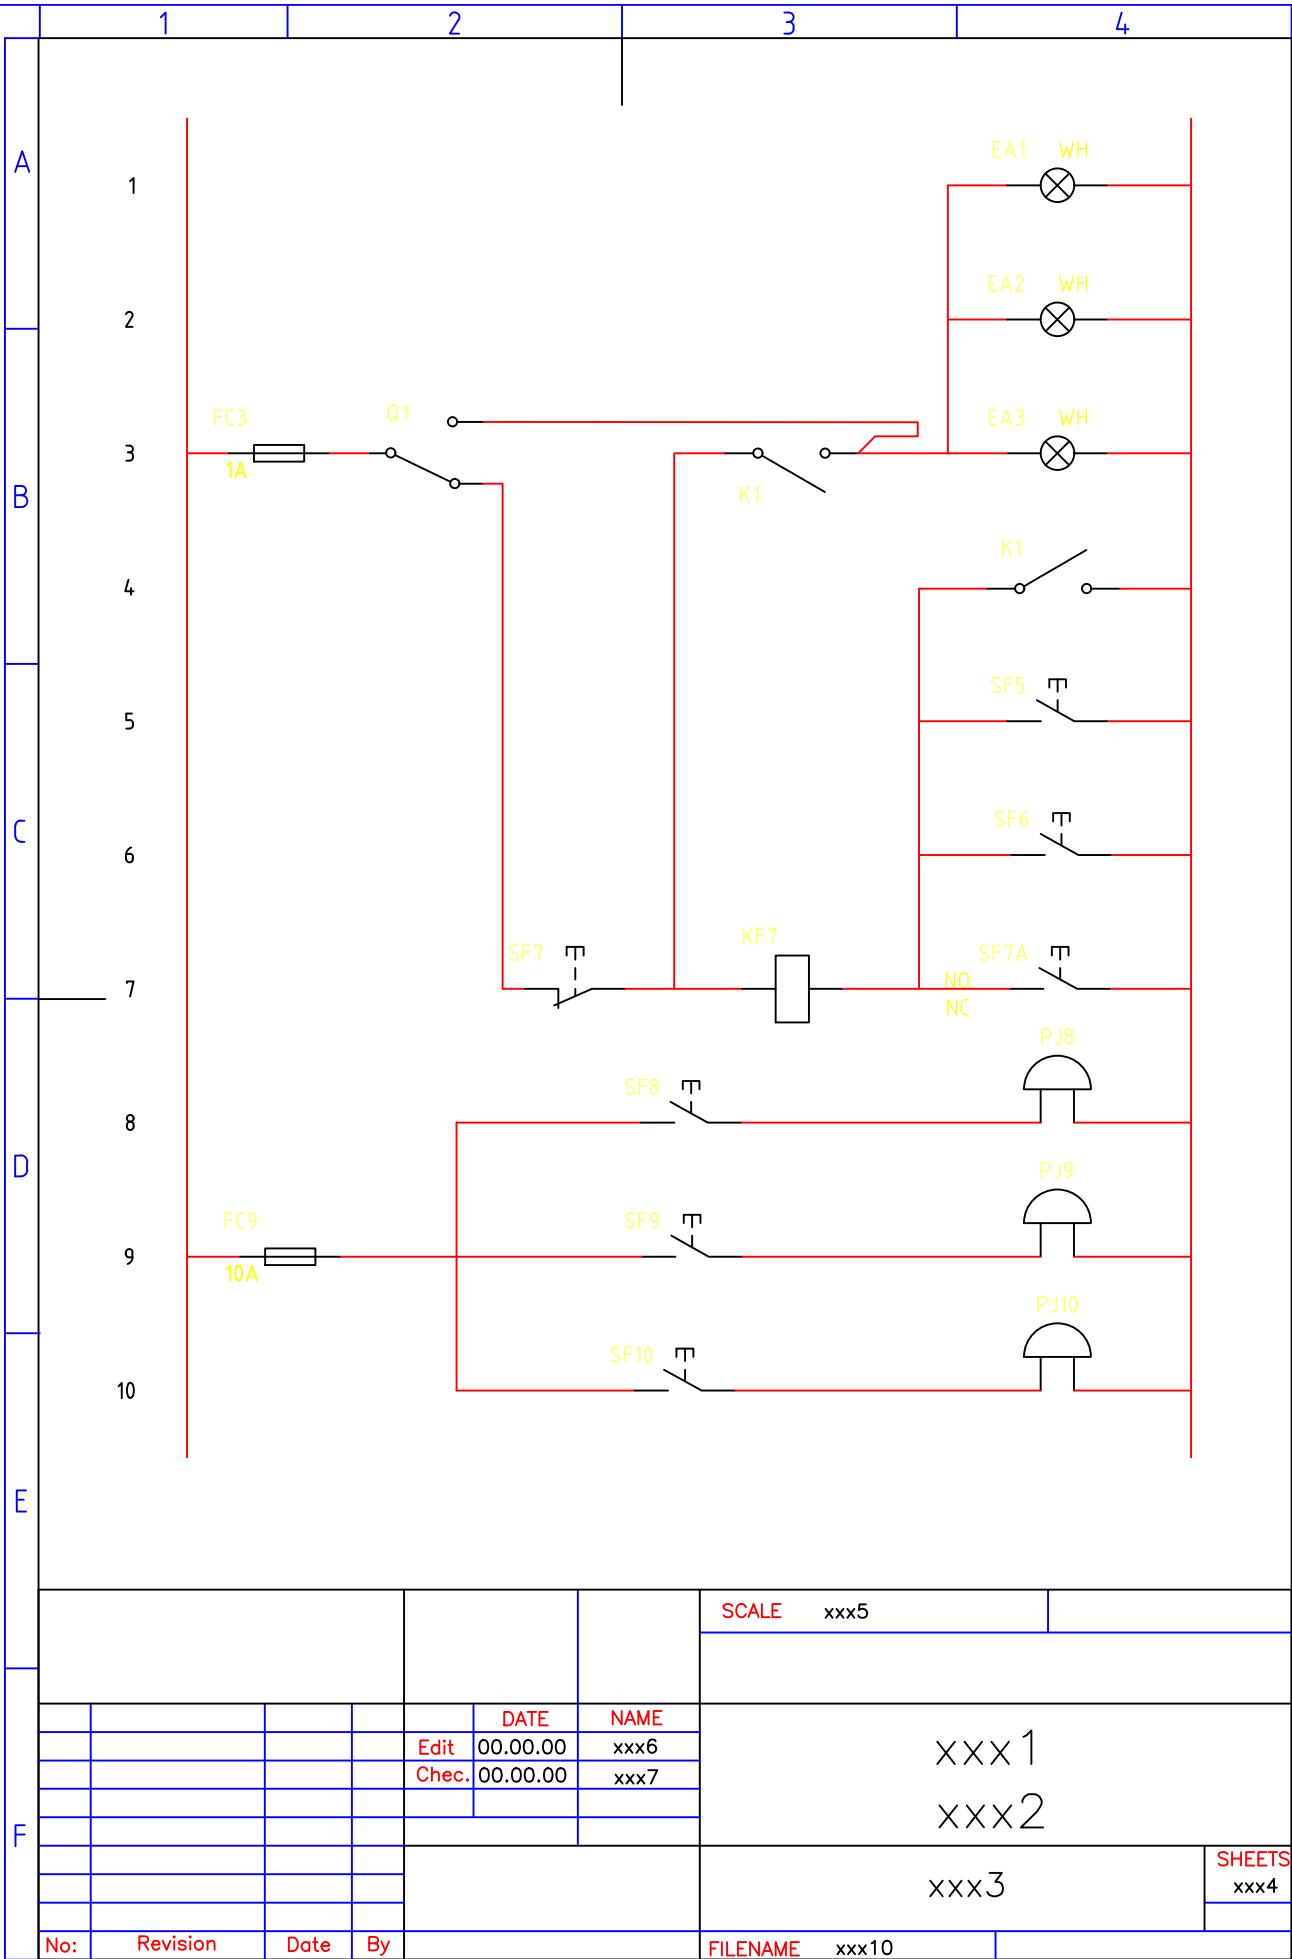 1 2 3 4
A
EA1 WH
1
EA2 WH
2
FC3 Q1 EA3 WH
3
1A
B
K1
K1
4
SF5
5
C
SF6
6
SF7 KF7 SF7A
7
NO
NC
PJ8
SF8
8
D
PJ9
FC9 SF9
9
10A
PJ10
SF10
10
E
SCALE xxx5
DATE NAME
Edit 00.00.00 xxx6
Chec. 00.00.00 xxx7
xxx1
xxx2
F
SHEETS
xxx3 xxx4
No: Revision Date By
FILENAME xxx10